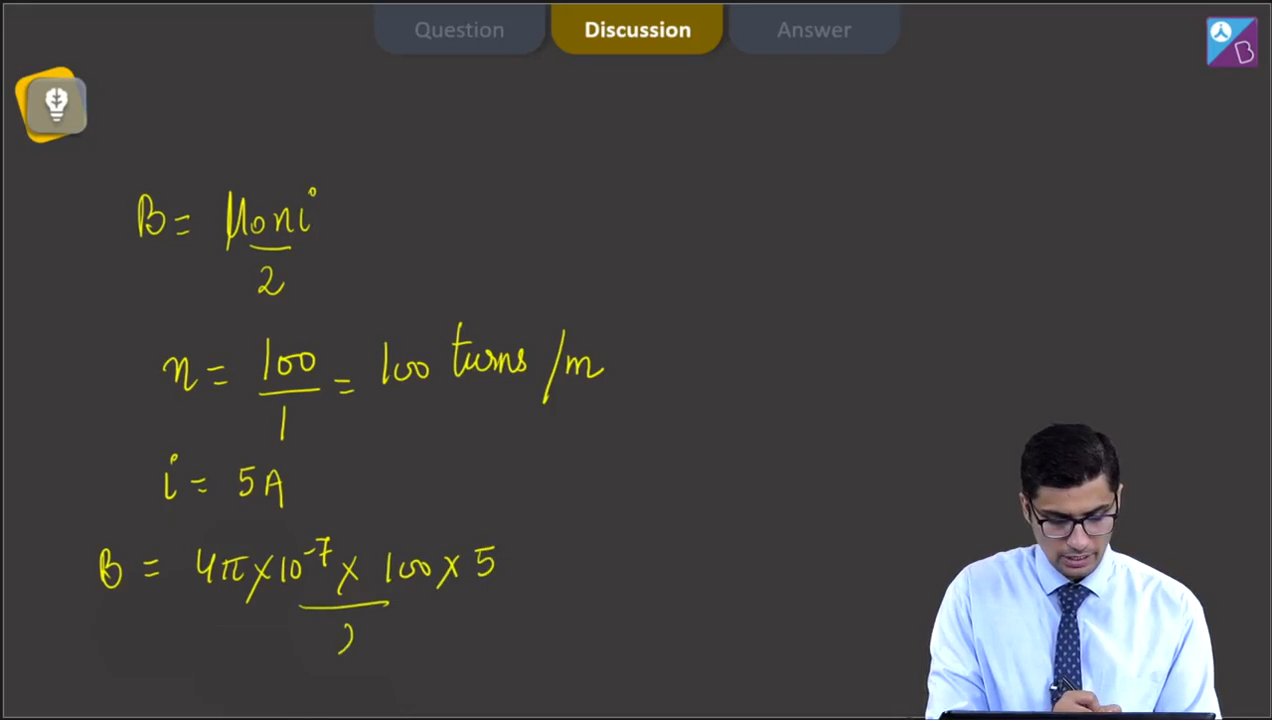 Question Discussion Answer
B
B = μ₀ni
2
n = 100 = 100 turns/m
1
i = 5A
B = 4π×10⁻⁷ × 100 × 5